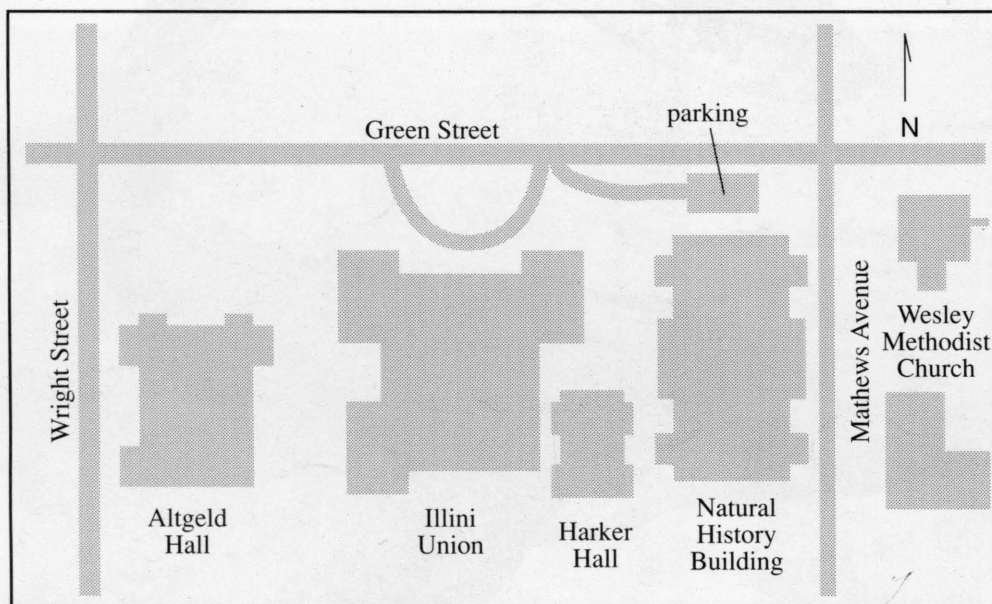 N
parking
Green Street
Wright Street
Mathews Avenue
Wesley
Methodist
Church
Altgeld
Hall
Illini
Union
Harker
Hall
Natural
History
Building